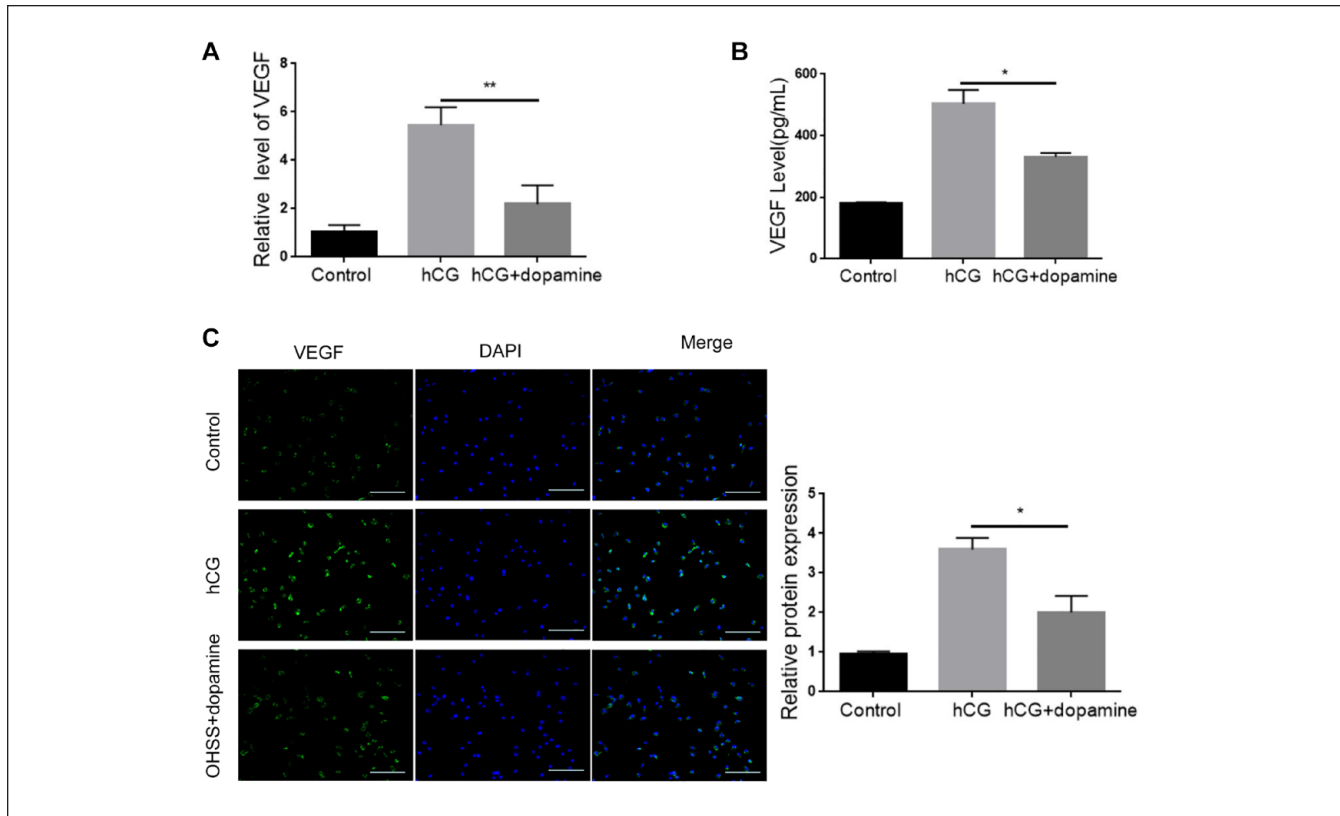 A
Relative level of VEGF
8
6
4
2
0
**
Control hCG hCG+dopamine
B
VEGF Level(pg/mL)
600
400
200
0
*
Control hCG hCG+dopamine
C
VEGF DAPI Merge
Control
hCG
OHSS+dopamine
Relative protein expression
5
4
3
2
1
0
*
Control hCG hCG+dopamine